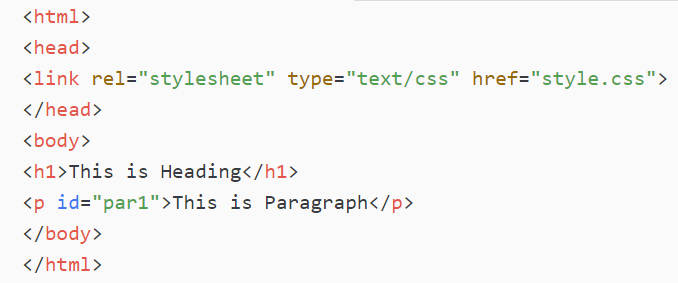 <html>
<head>
<link rel="stylesheet" type="text/css" href="style.css">
</head>
<body>
<h1>This is Heading</h1>
<p id="par1">This is Paragraph</p>
</body>
</html>